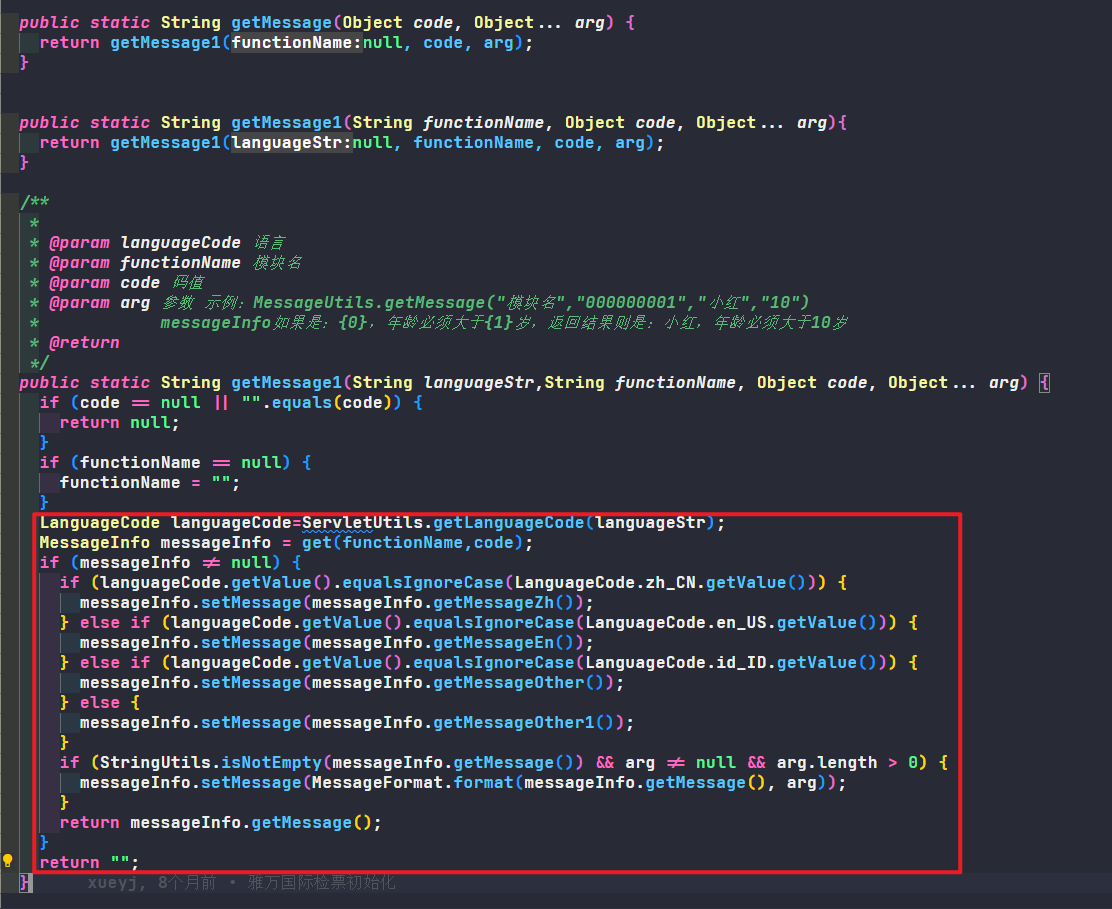 public static String getMessage(Object code, Object... arg) {
return getMessage1(functionName:null, code, arg);
}
public static String getMessage1(String functionName, Object code, Object... arg){
return getMessage1(languageStr:null, functionName, code, arg);
}
/**
*
* @param languageCode 语言
* @param functionName 模块名
* @param code 码值
* @param arg 参数 示例：MessageUtils.getMessage("模块名","000000001","小红","10")
* messageInfo如果是：{0}，年龄必须大于{1}岁，返回结果则是：小红，年龄必须大于10岁
* @return
*/
public static String getMessage1(String languageStr,String functionName, Object code, Object... arg) {
if (code == null || "".equals(code)) {
return null;
}
if (functionName == null) {
functionName = "";
}
LanguageCode languageCode=ServletUtils.getLanguageCode(languageStr);
MessageInfo messageInfo = get(functionName,code);
if (messageInfo != null) {
if (languageCode.getValue().equalsIgnoreCase(LanguageCode.zh_CN.getValue())) {
messageInfo.setMessage(messageInfo.getMessageZh());
} else if (languageCode.getValue().equalsIgnoreCase(LanguageCode.en_US.getValue())) {
messageInfo.setMessage(messageInfo.getMessageEn());
} else if (languageCode.getValue().equalsIgnoreCase(LanguageCode.id_ID.getValue())) {
messageInfo.setMessage(messageInfo.getMessageOther());
} else {
messageInfo.setMessage(messageInfo.getMessageOther1());
}
if (StringUtils.isNotEmpty(messageInfo.getMessage()) && arg != null && arg.length > 0) {
messageInfo.setMessage(MessageFormat.format(messageInfo.getMessage(), arg));
}
return messageInfo.getMessage();
}
return "";
} xueyj, 8个月前 • 雅万国际检票初始化